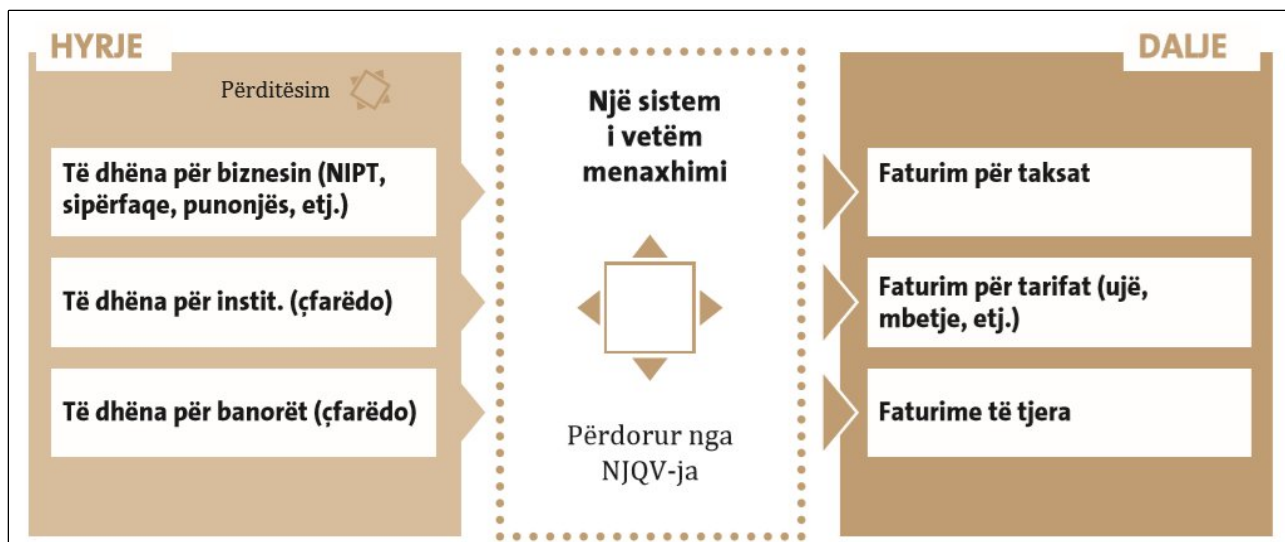 HYRJE
Përditësim
Të dhëna për biznesin (NIPT,
sipërfaqe, punonjës, etj.)
Të dhëna për instit. (çfarëdo)
Të dhëna për banorët (çfarëdo)
Një sistem
i vetëm
menaxhimi
Përdorur nga
NJQV-ja
DALJE
Faturim për taksat
Faturim për tarifat (ujë,
mbetje, etj.)
Faturime të tjera